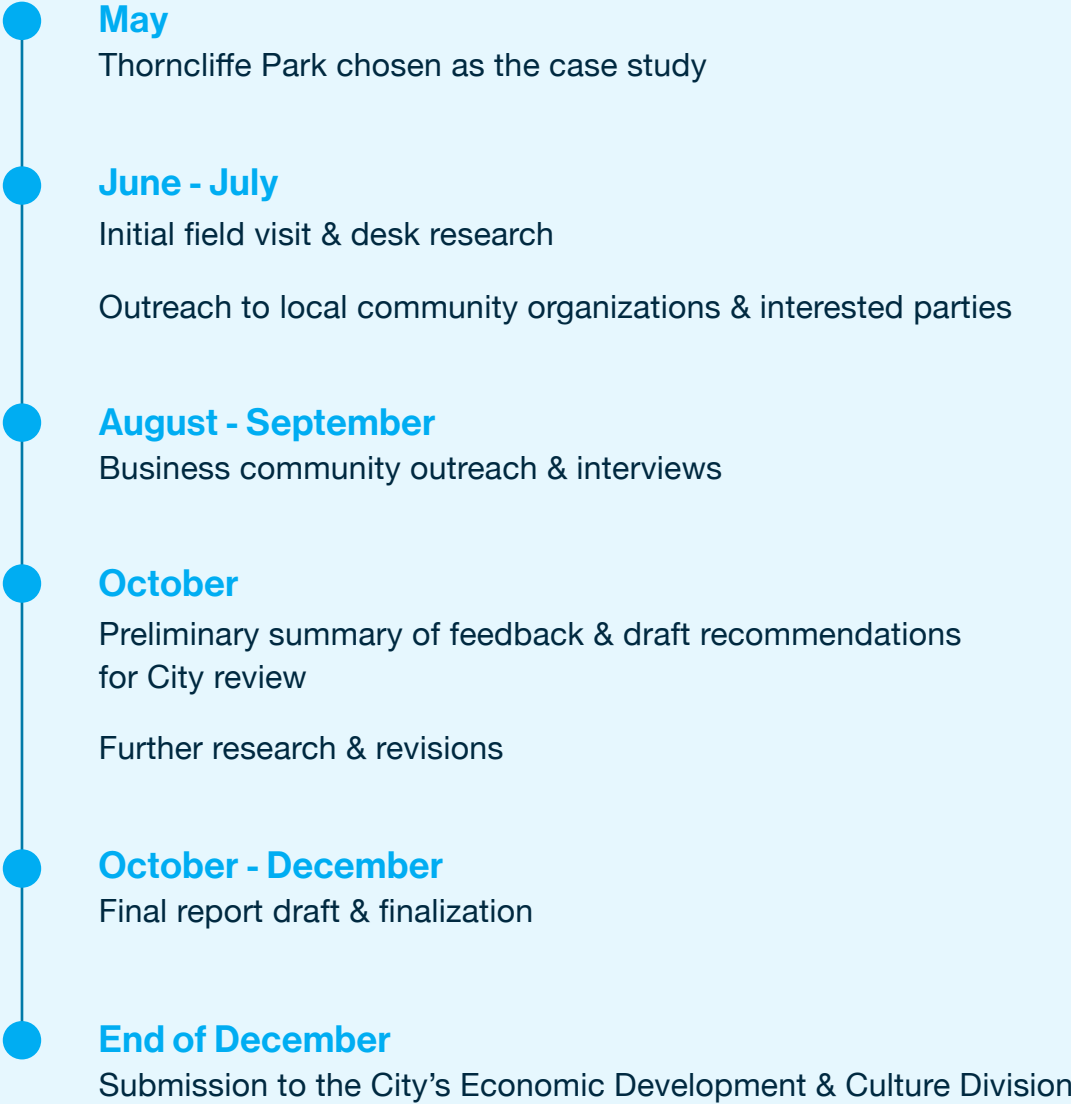 May
Thorncliffe Park chosen as the case study
June - July
Initial field visit & desk research
Outreach to local community organizations & interested parties
August - September
Business community outreach & interviews
October
Preliminary summary of feedback & draft recommendations
for City review
Further research & revisions
October - December
Final report draft & finalization
End of December
Submission to the City’s Economic Development & Culture Division